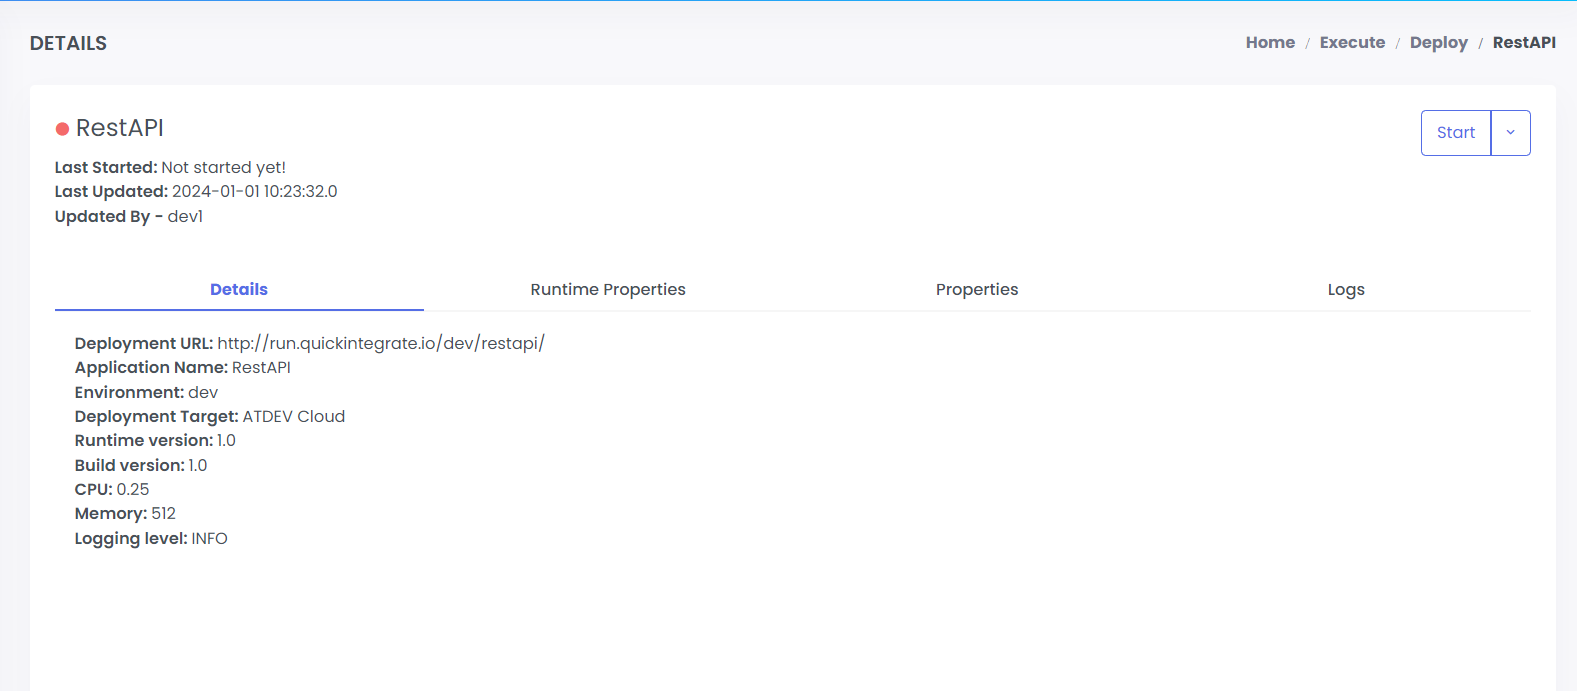 DETAILS
Home / Execute / Deploy / RestAPI
RestAPI
Start
Last Started: Not started yet!
Last Updated: 2024-01-01 10:23:32.0
Updated By - dev1
Details
Runtime Properties
Properties
Logs
Deployment URL: http://run.quickintegrate.io/dev/restapi/
Application Name: RestAPI
Environment: dev
Deployment Target: ATDEV Cloud
Runtime version: 1.0
Build version: 1.0
CPU: 0.25
Memory: 512
Logging level: INFO